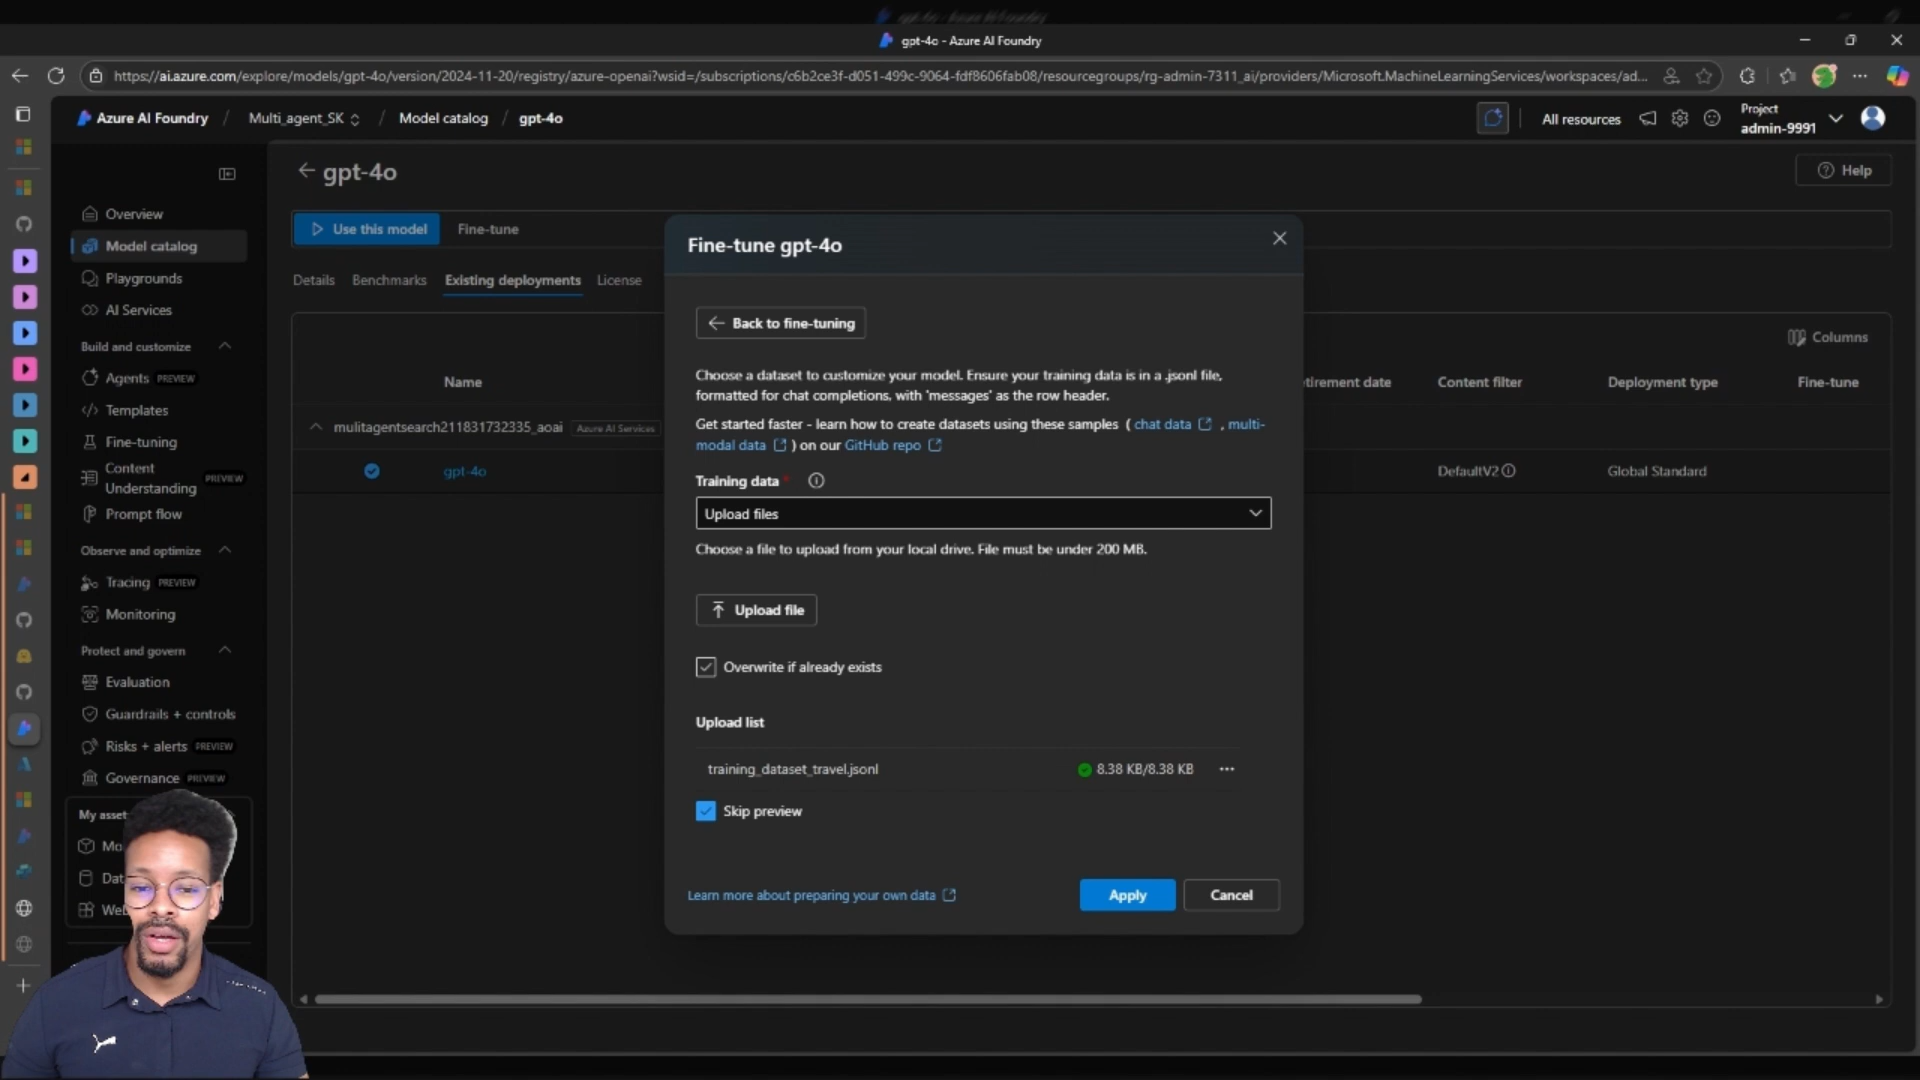 gpt-4o - Azure AI Foundry
https://ai.azure.com/explore/models/gpt-4o/version/2024-11-20/registry/azure-openai?wsid=/subscriptions/c6b2ce3f-d051-499c-9064-fdf8606fab08/resourcegroups/rg-admin-7311_ai/providers/Microsoft.MachineLearningServices/workspaces/ad...
Azure AI Foundry / Multi_agent_SK / Model catalog / gpt-4o
All resources
Project
admin-9991
gpt-4o
Help
Overview
Model catalog
Playgrounds
AI Services
Build and customize
Agents PREVIEW
Templates
Fine-tuning
Content
Understanding PREVIEW
Prompt flow
Observe and optimize
Tracing PREVIEW
Monitoring
Protect and govern
Evaluation
Guardrails + controls
Risks + alerts PREVIEW
Governance PREVIEW
My asset
Mo
Dat
Wel
Use this model
Fine-tune
Details
Benchmarks
Existing deployments
License
Columns
Name
etirement date
Content filter
Deployment type
Fine-tune
mulitagentsearch211831732335_aoai Azure AI Services
gpt-4o
DefaultV2
Global Standard
Fine-tune gpt-4o
Back to fine-tuning
Choose a dataset to customize your model. Ensure your training data is in a .jsonl file,
formatted for chat completions, with 'messages' as the row header.
Get started faster - learn how to create datasets using these samples ( chat data , multi-
modal data ) on our GitHub repo
Training data *
Upload files
Choose a file to upload from your local drive. File must be under 200 MB.
Upload file
Overwrite if already exists
Upload list
training_dataset_travel.jsonl
8.38 KB/8.38 KB
Skip preview
Learn more about preparing your own data
Apply
Cancel